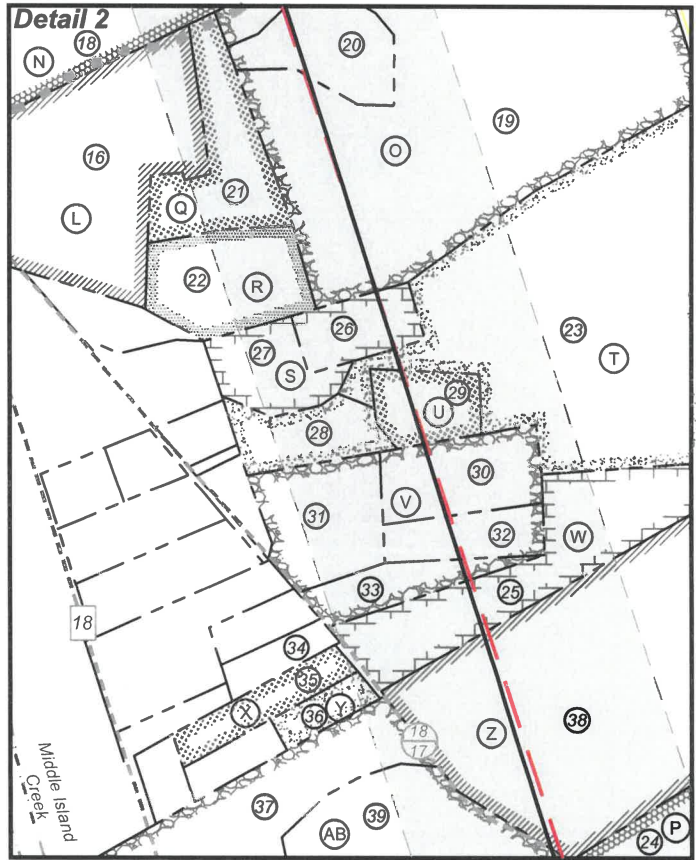 Detail 2
18
N
20
19
16
O
L
Q
21
22
R
26
23
27
T
S
29
U
28
30
31
V
32
W
33
25
18
34
35
X
36
Y
38
Z
18
17
Middle Island
Creek
37
39
AB
P
24